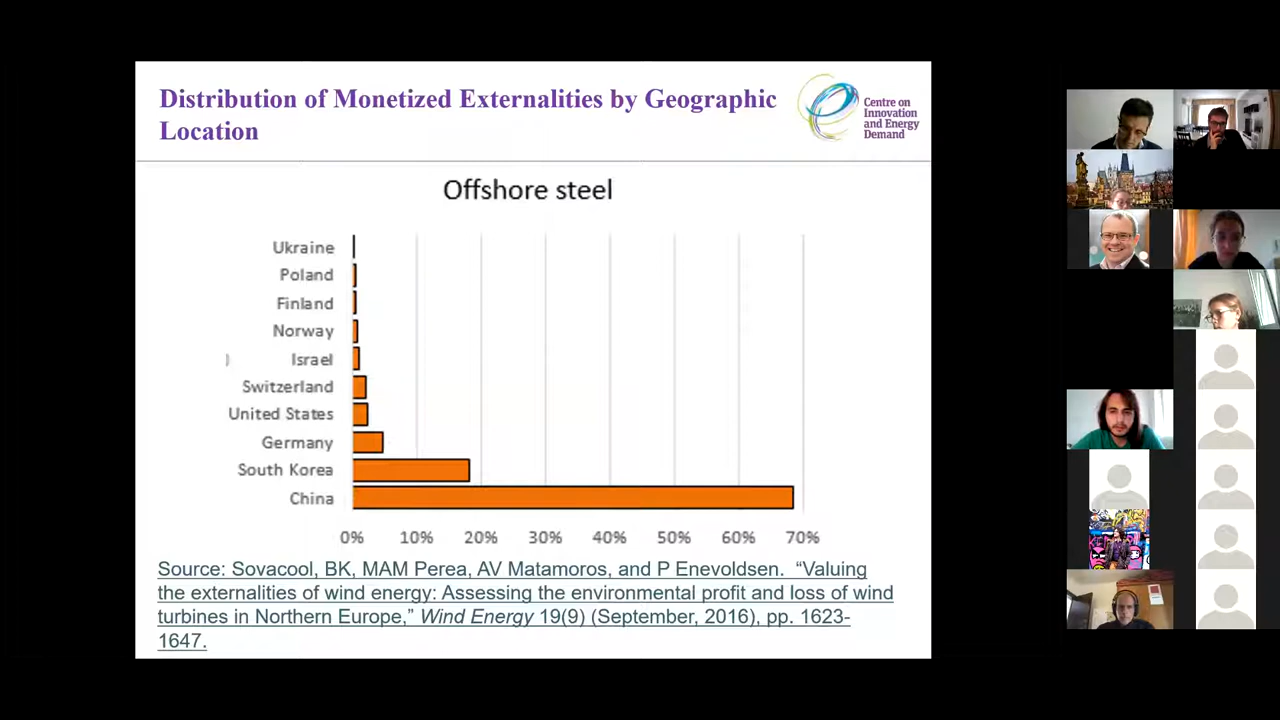 Distribution of Monetized Externalities by Geographic
Location
Centre on
Innovation
and Energy
Demand
Offshore steel
Ukraine
Poland
Finland
Norway
Israel
Switzerland
United States
Germany
South Korea
China
0% 10% 20% 30% 40% 50% 60% 70%
Source: Sovacool, BK, MAM Perea, AV Matamoros, and P Enevoldsen. “Valuing
the externalities of wind energy: Assessing the environmental profit and loss of wind
turbines in Northern Europe,” Wind Energy 19(9) (September, 2016), pp. 1623-
1647.